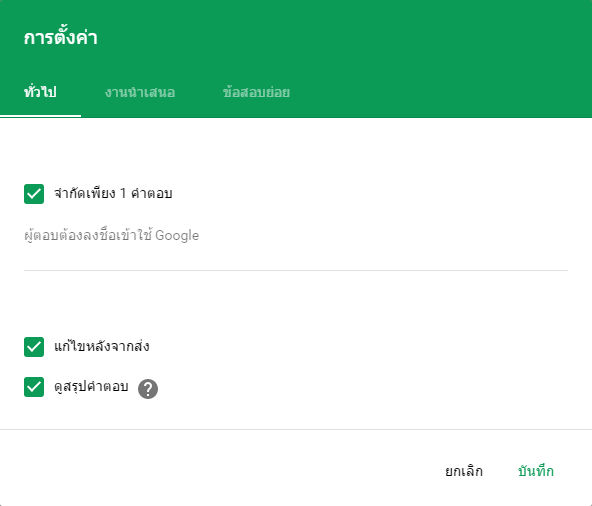 การตั้งค่า
ทั่วไป งานนำเสนอ ข้อสอบย่อย
จำกัดเพียง 1 คำตอบ
ผู้ตอบต้องลงชื่อเข้าใช้ Google
แก้ไขหลังจากส่ง
ดูสรุปคำตอบ ?
ยกเลิก บันทึก